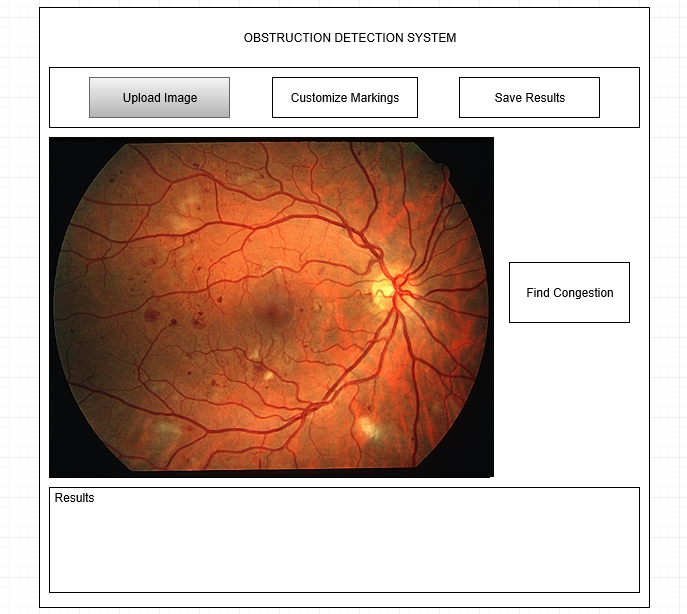 OBSTRUCTION DETECTION SYSTEM
Upload Image
Customize Markings
Save Results
Find Congestion
Results